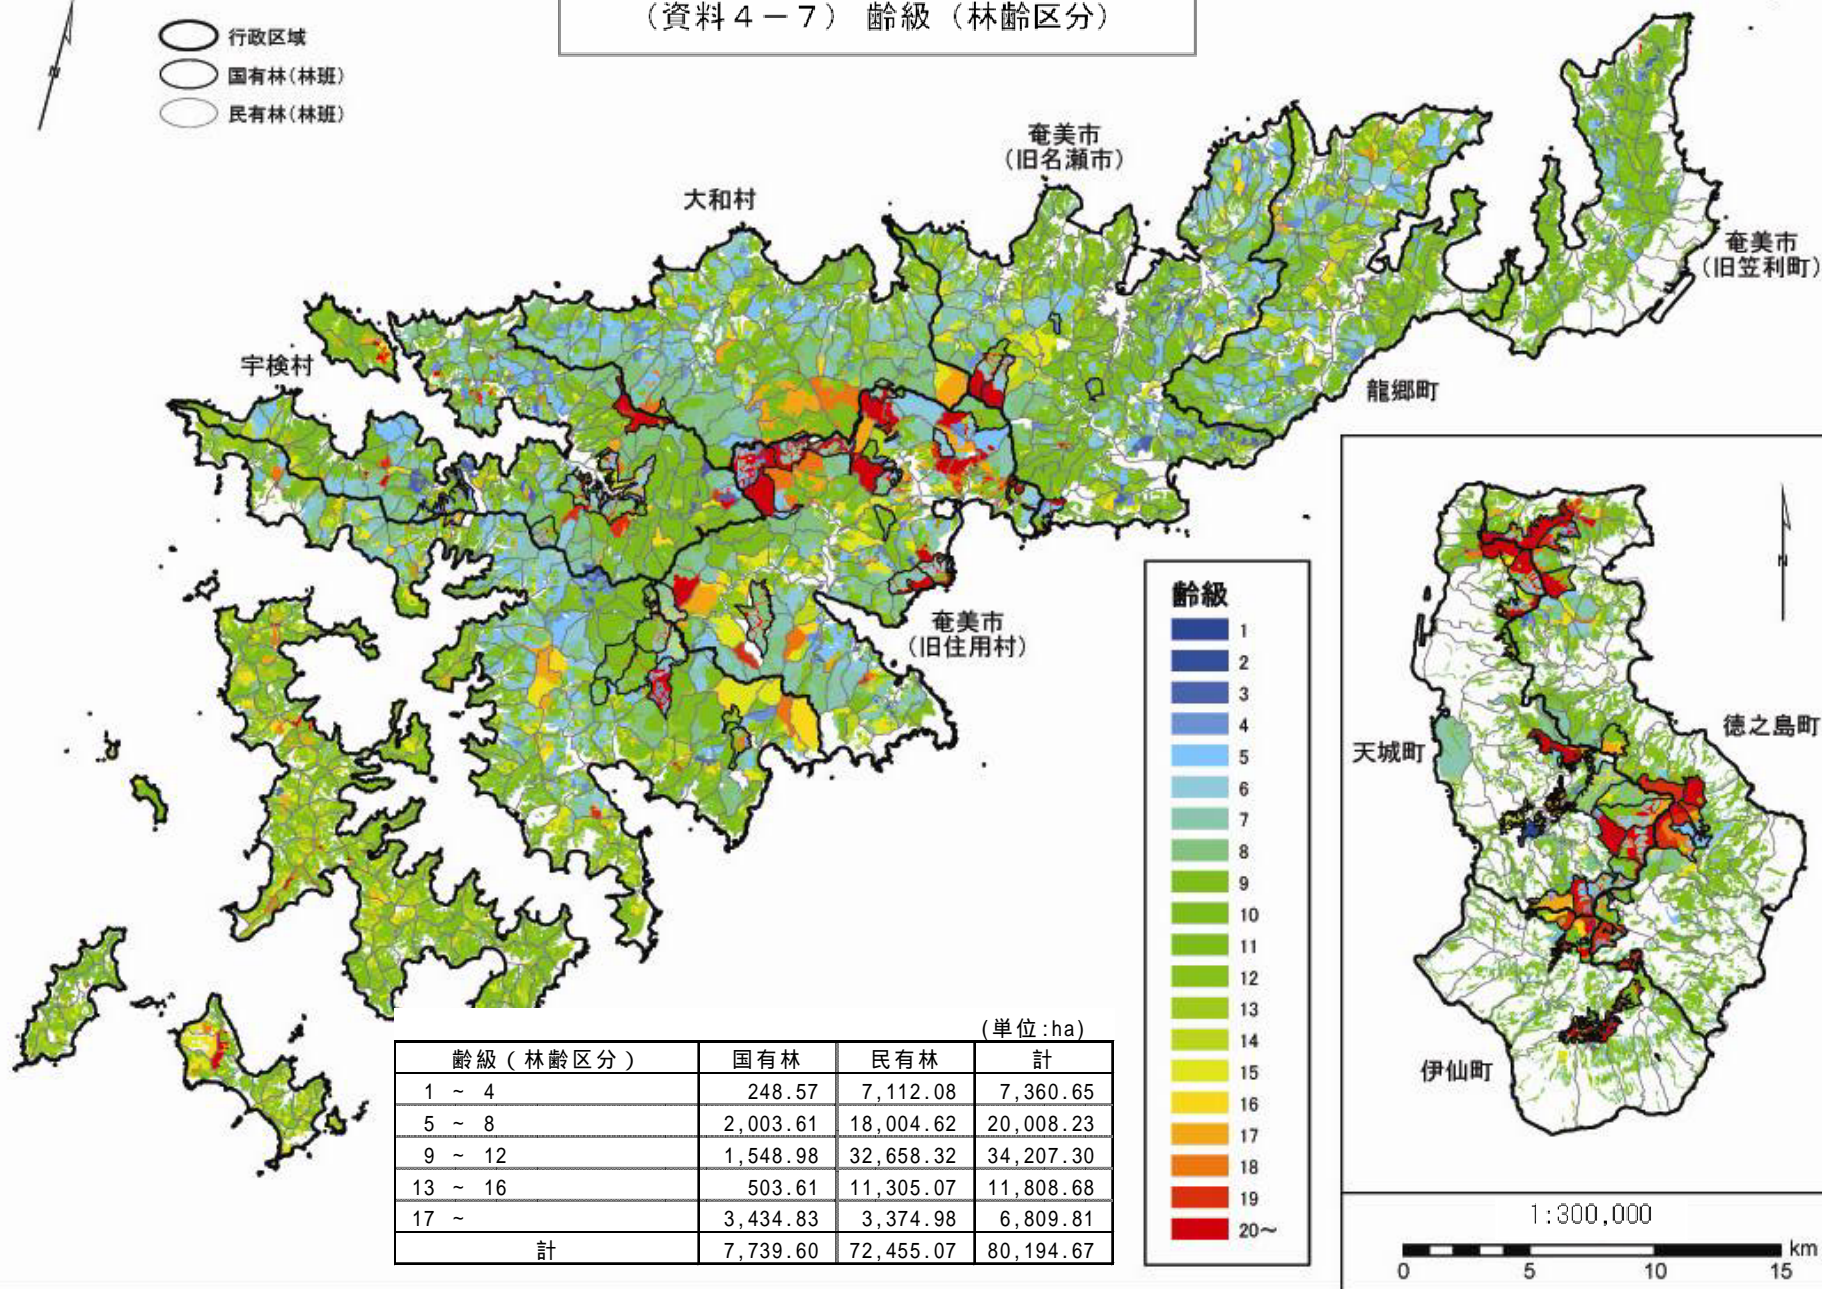 (資料4-7) 齢級(林齢区分)
N
行政区域
国有林(林班)
民有林(林班)
奄美市
(旧名瀬市)
大和村
奄美市
(旧笠利町)
宇検村
龍郷町
奄美市
(旧住用村)
齢級
1
2
3
4
5
6
7
8
9
10
11
12
13
14
15
16
17
18
19
20~
N
徳之島町
天城町
伊仙町
1:300,000
km
0 5 10 15
(単位:ha)
齢級(林齢区分) 国有林 民有林 計
1 ~ 4 248.57 7,112.08 7,360.65
5 ~ 8 2,003.61 18,004.62 20,008.23
9 ~ 12 1,548.98 32,658.32 34,207.30
13 ~ 16 503.61 11,305.07 11,808.68
17 ~ 3,434.83 3,374.98 6,809.81
計 7,739.60 72,455.07 80,194.67